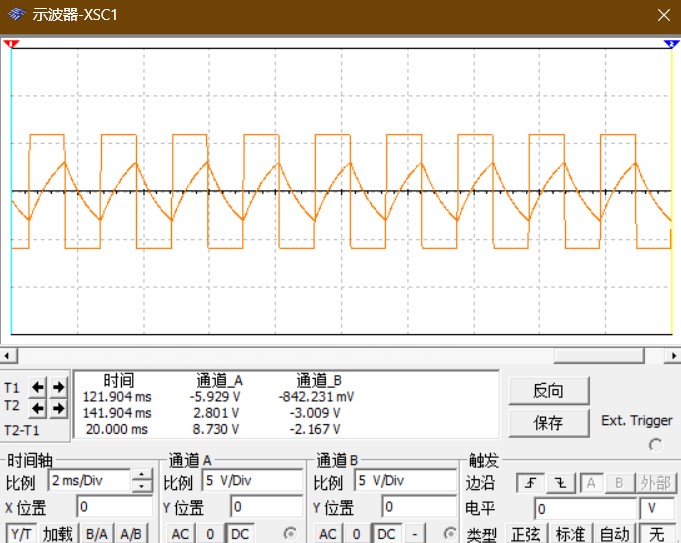 示波器-XSC1
1
2
T1
T2
T2-T1
时间 通道_A 通道_B
121.904 ms -5.929 V -842.231 mV
141.904 ms 2.801 V -3.009 V
20.000 ms 8.730 V -2.167 V
反向
保存
Ext. Trigger
时间轴 通道A 通道B 触发
比例 2 ms/Div 比例 5 V/Div 比例 5 V/Div 边沿 A B 外部
X 位置 0 Y 位置 0 Y 位置 0 电平 0 V
Y/T 加载 B/A A/B AC 0 DC AC 0 DC - 类型 正弦 标准 自动 无